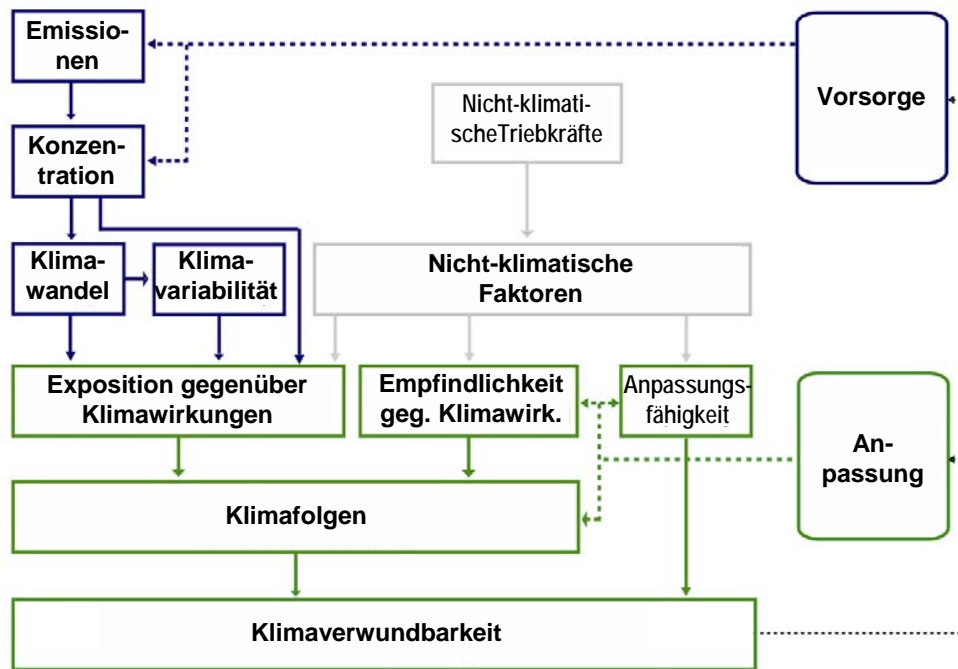 Emissio-
nen
Vorsorge
Nicht-klimati-
scheTriebkräfte
Konzen-
tration
Klima-
wandel
Klima-
variabilität
Nicht-klimatische
Faktoren
Exposition gegenüber
Klimawirkungen
Empfindlichkeit
geg. Klimawirk.
Anpassungs-
fähigkeit
An-
passung
Klimafolgen
Klimaverwundbarkeit